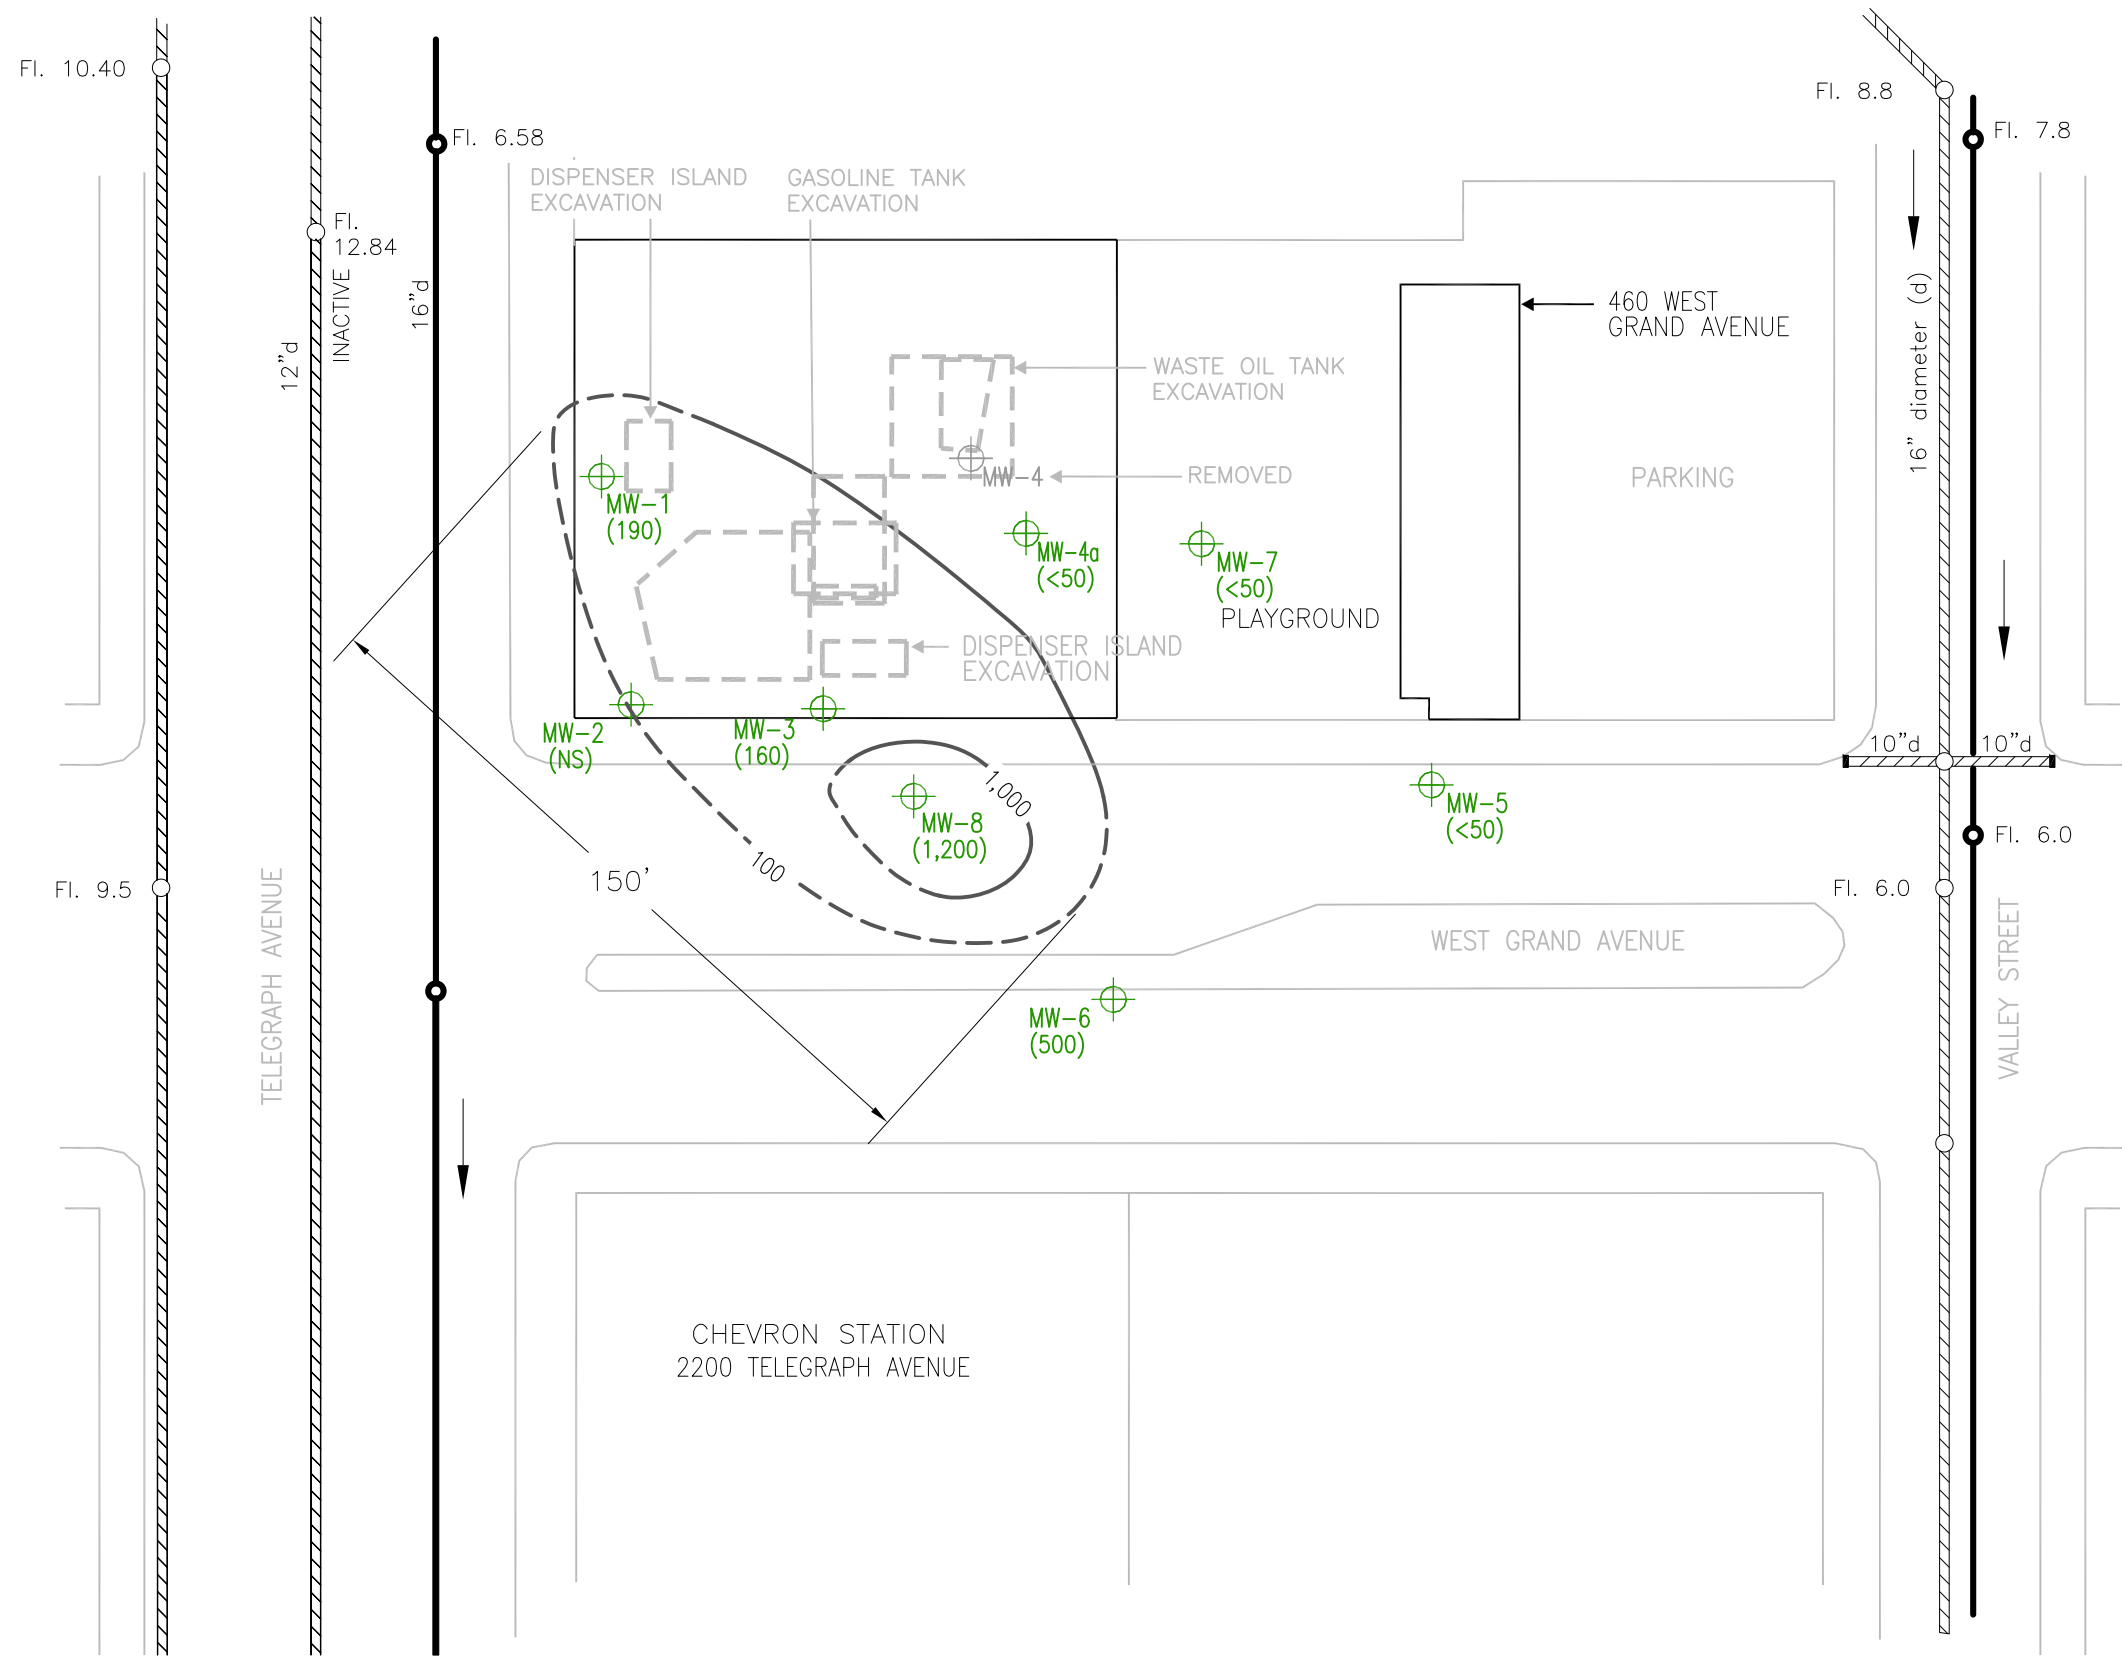 Fl. 10.40
Fl. 8.8
Fl. 7.8
Fl. 6.58
DISPENSER ISLAND
EXCAVATION
GASOLINE TANK
EXCAVATION
Fl.
12.84
INACTIVE
12"d
16"d
460 WEST
GRAND AVENUE
16" diameter (d)
WASTE OIL TANK
EXCAVATION
MW-4
REMOVED
PARKING
MW-1
(190)
MW-4a
(<50)
MW-7
(<50)
PLAYGROUND
DISPENSER ISLAND
EXCAVATION
MW-2
(NS)
MW-3
(160)
10"d
10"d
1,000
MW-8
(1,200)
MW-5
(<50)
Fl. 6.0
100
150'
Fl. 9.5
Fl. 6.0
TELEGRAPH AVENUE
WEST GRAND AVENUE
VALLEY STREET
MW-6
(500)
CHEVRON STATION
2200 TELEGRAPH AVENUE